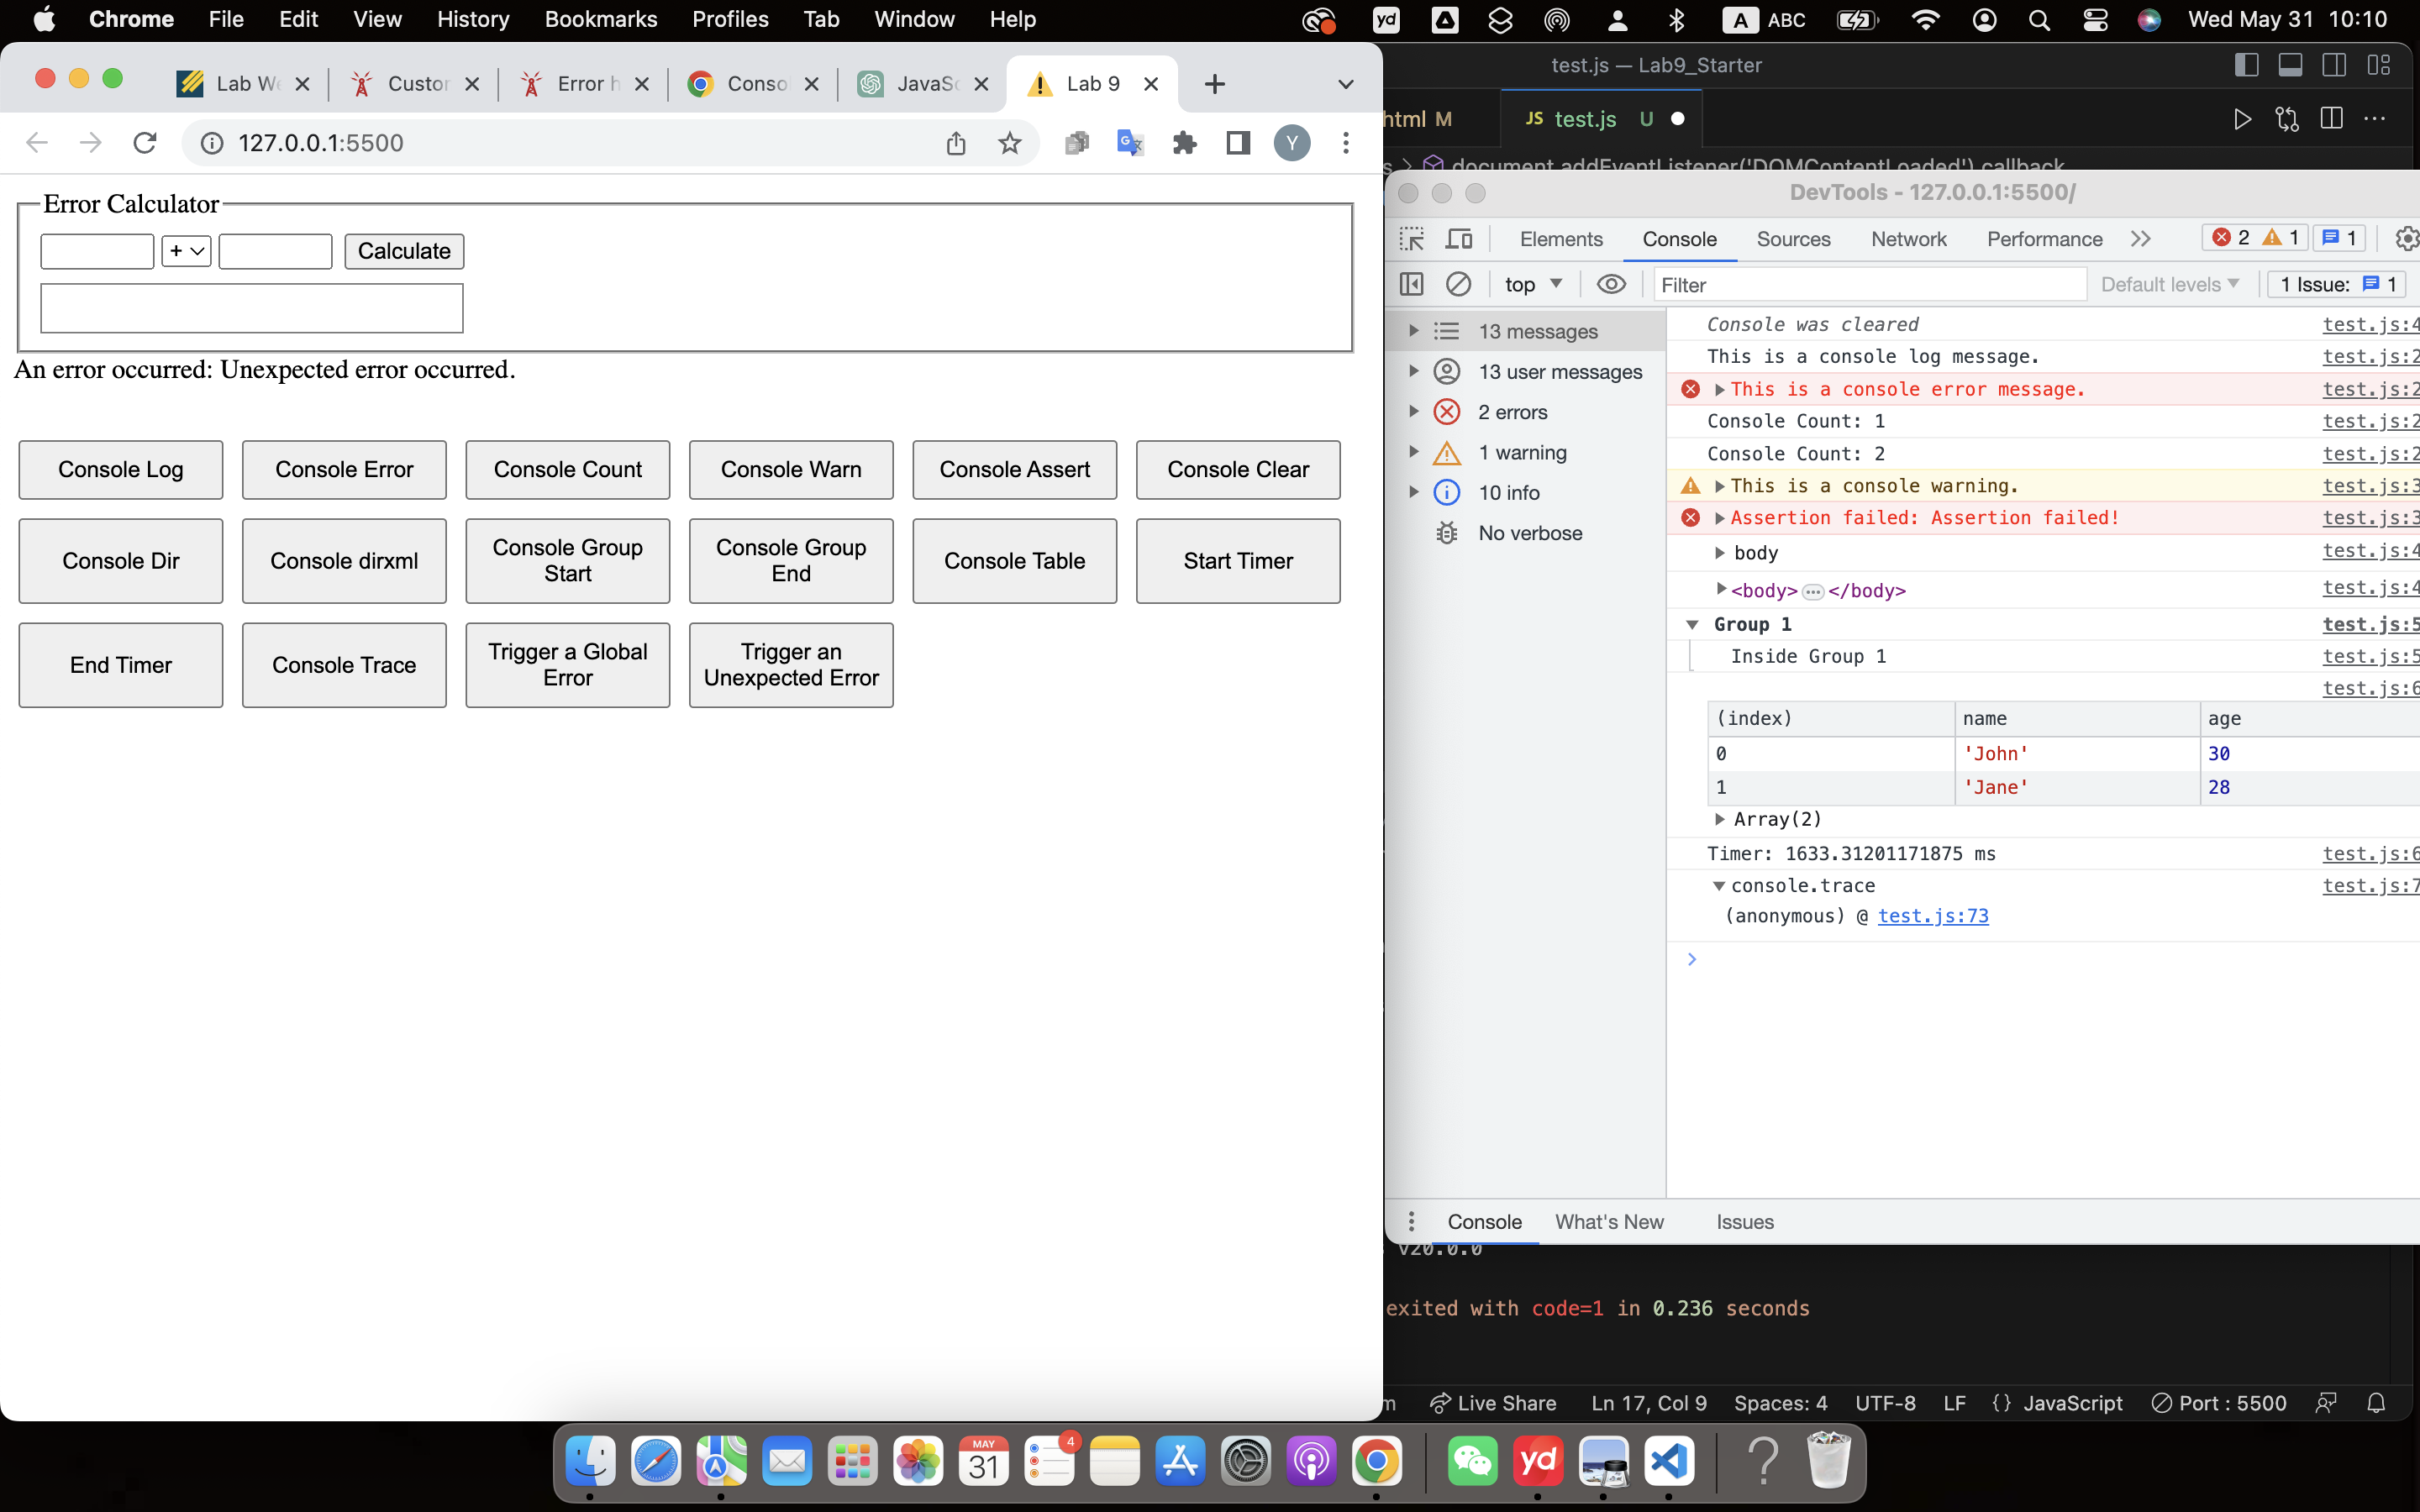 Chrome File Edit View History Bookmarks Profiles Tab Window Help yd A ABC Wed May 31 10:10
Lab We Custor Error h Conso JavaSc Lab 9
127.0.0.1:5500 Y
Error Calculator
+ Calculate
An error occurred: Unexpected error occurred.
Console Log Console Error Console Count Console Warn Console Assert Console Clear
Console Dir Console dirxml Console Group Start Console Group End Console Table Start Timer
End Timer Console Trace Trigger a Global Error Trigger an Unexpected Error
test.js — Lab9_Starter
html M JS test.js U
s > document.addEventListener('DOMContentLoaded') callback
DevTools - 127.0.0.1:5500/
Elements Console Sources Network Performance 2 1 1
top Filter Default levels 1 Issue: 1
13 messages
13 user messages
2 errors
1 warning
10 info
No verbose
Console was cleared test.js:4
This is a console log message. test.js:2
This is a console error message. test.js:2
Console Count: 1 test.js:2
Console Count: 2 test.js:2
This is a console warning. test.js:3
Assertion failed: Assertion failed! test.js:3
body test.js:4
<body>…</body> test.js:4
Group 1 test.js:5
Inside Group 1 test.js:5
test.js:6
(index) name age
0 'John' 30
1 'Jane' 28
Array(2)
Timer: 1633.31201171875 ms test.js:6
console.trace test.js:7
(anonymous) @ test.js:73
Console What's New Issues
v20.0.0
exited with code=1 in 0.236 seconds
m Live Share Ln 17, Col 9 Spaces: 4 UTF-8 LF {} JavaScript Port : 5500
MAY
31 4 yd